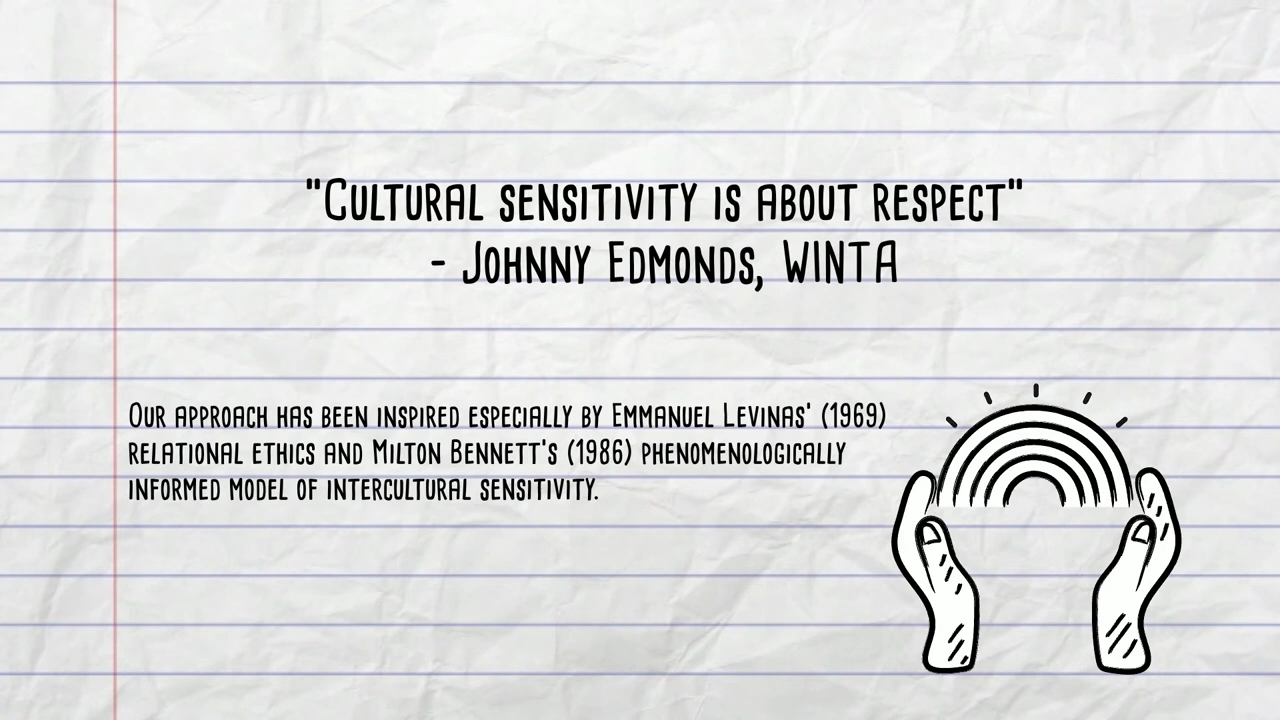 "Cultural sensitivity is about respect"
- Johnny Edmonds, WINTA
Our approach has been inspired especially by Emmanuel Levinas' (1969)
relational ethics and Milton Bennett's (1986) phenomenologically
informed model of intercultural sensitivity.